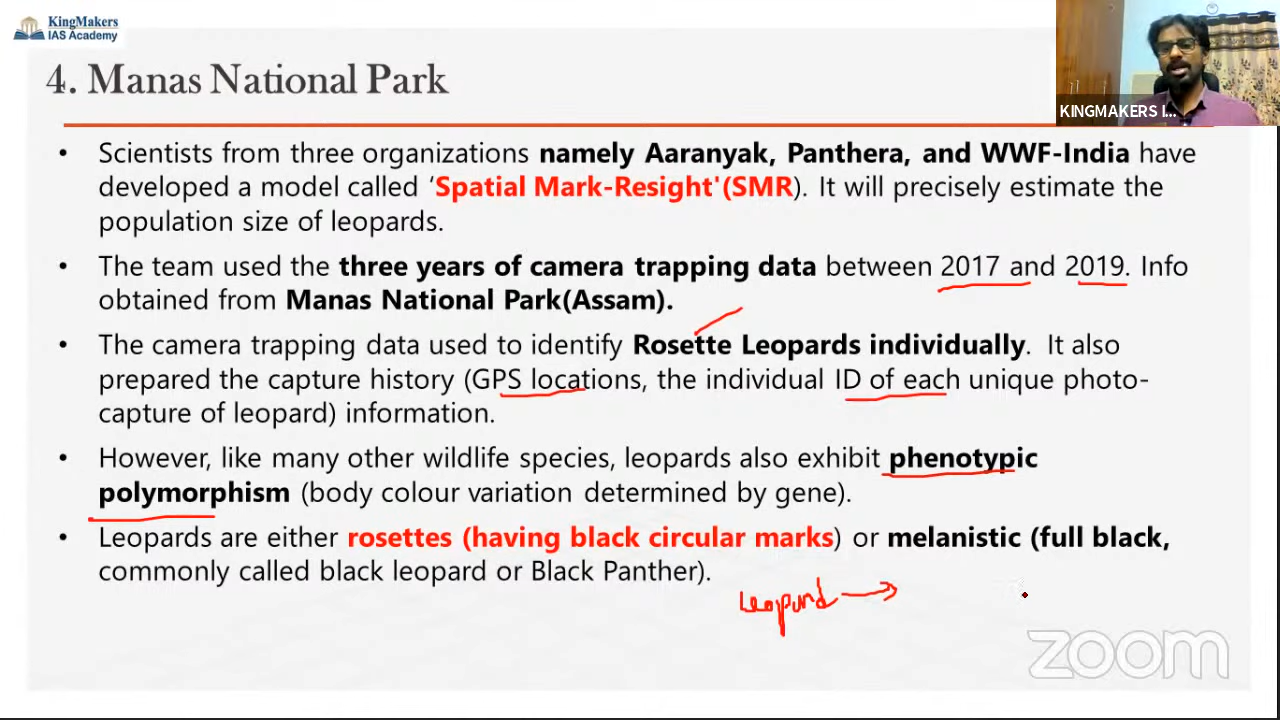 KingMakers
IAS Academy
4. Manas National Park
KINGMAKERS I...
• Scientists from three organizations namely Aaranyak, Panthera, and WWF-India have
developed a model called ‘Spatial Mark-Resight'(SMR). It will precisely estimate the
population size of leopards.
• The team used the three years of camera trapping data between 2017 and 2019. Info
obtained from Manas National Park(Assam).
• The camera trapping data used to identify Rosette Leopards individually. It also
prepared the capture history (GPS locations, the individual ID of each unique photo-
capture of leopard) information.
• However, like many other wildlife species, leopards also exhibit phenotypic
polymorphism (body colour variation determined by gene).
• Leopards are either rosettes (having black circular marks) or melanistic (full black,
commonly called black leopard or Black Panther).
Leopard →
zoom